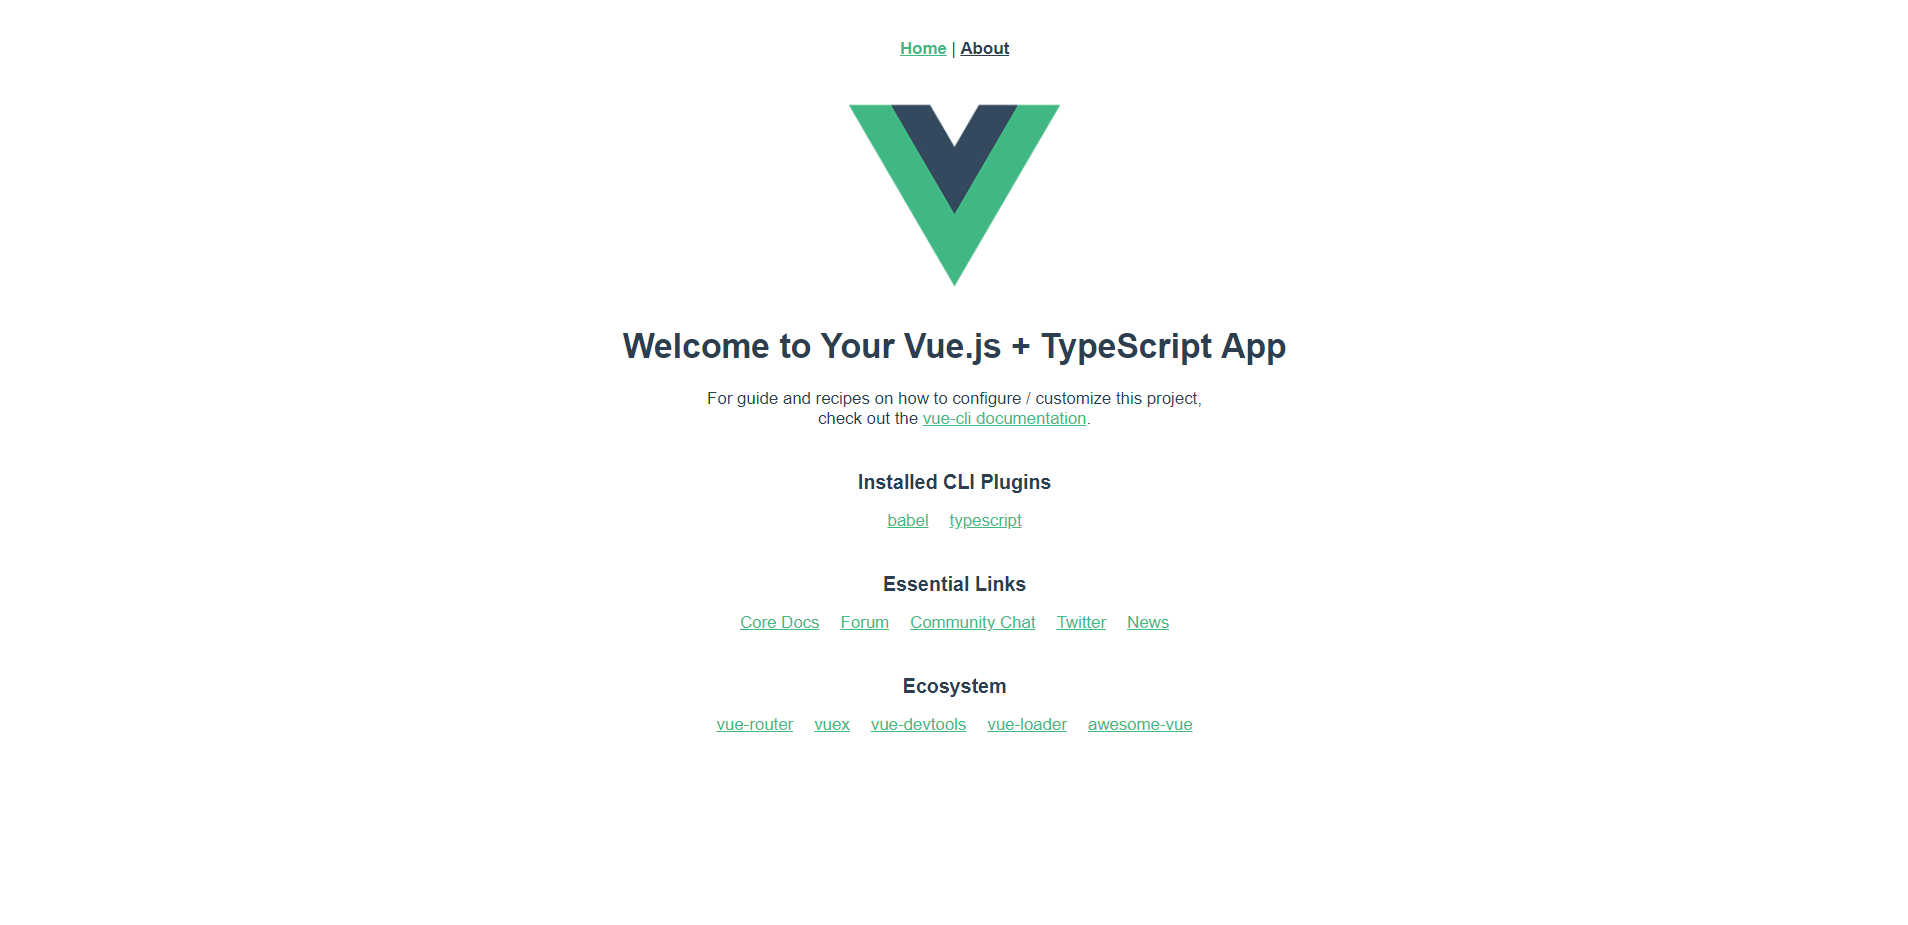 Home | About
Welcome to Your Vue.js + TypeScript App
For guide and recipes on how to configure / customize this project,
check out the vue-cli documentation.
Installed CLI Plugins
babel typescript
Essential Links
Core Docs Forum Community Chat Twitter News
Ecosystem
vue-router vuex vue-devtools vue-loader awesome-vue